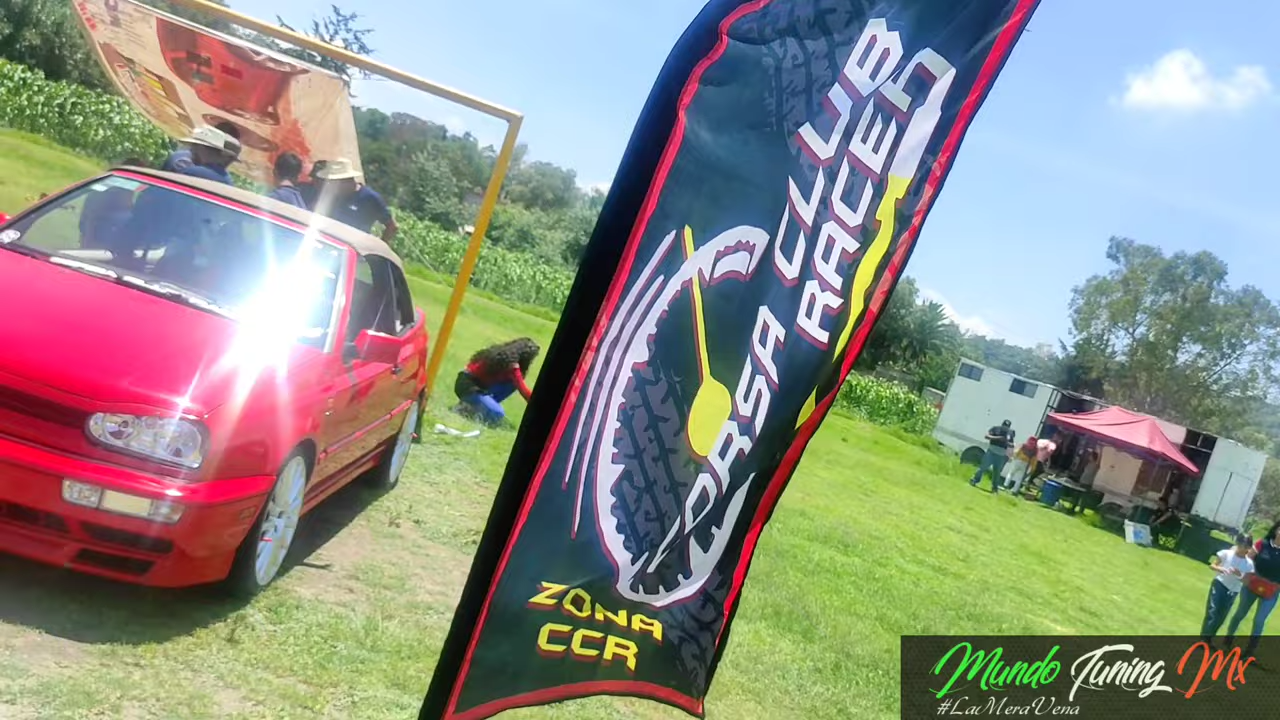 CORSA CLUB
RACER
ZONA
CCR
Mundo Tuning Mx
#LaMeraVena